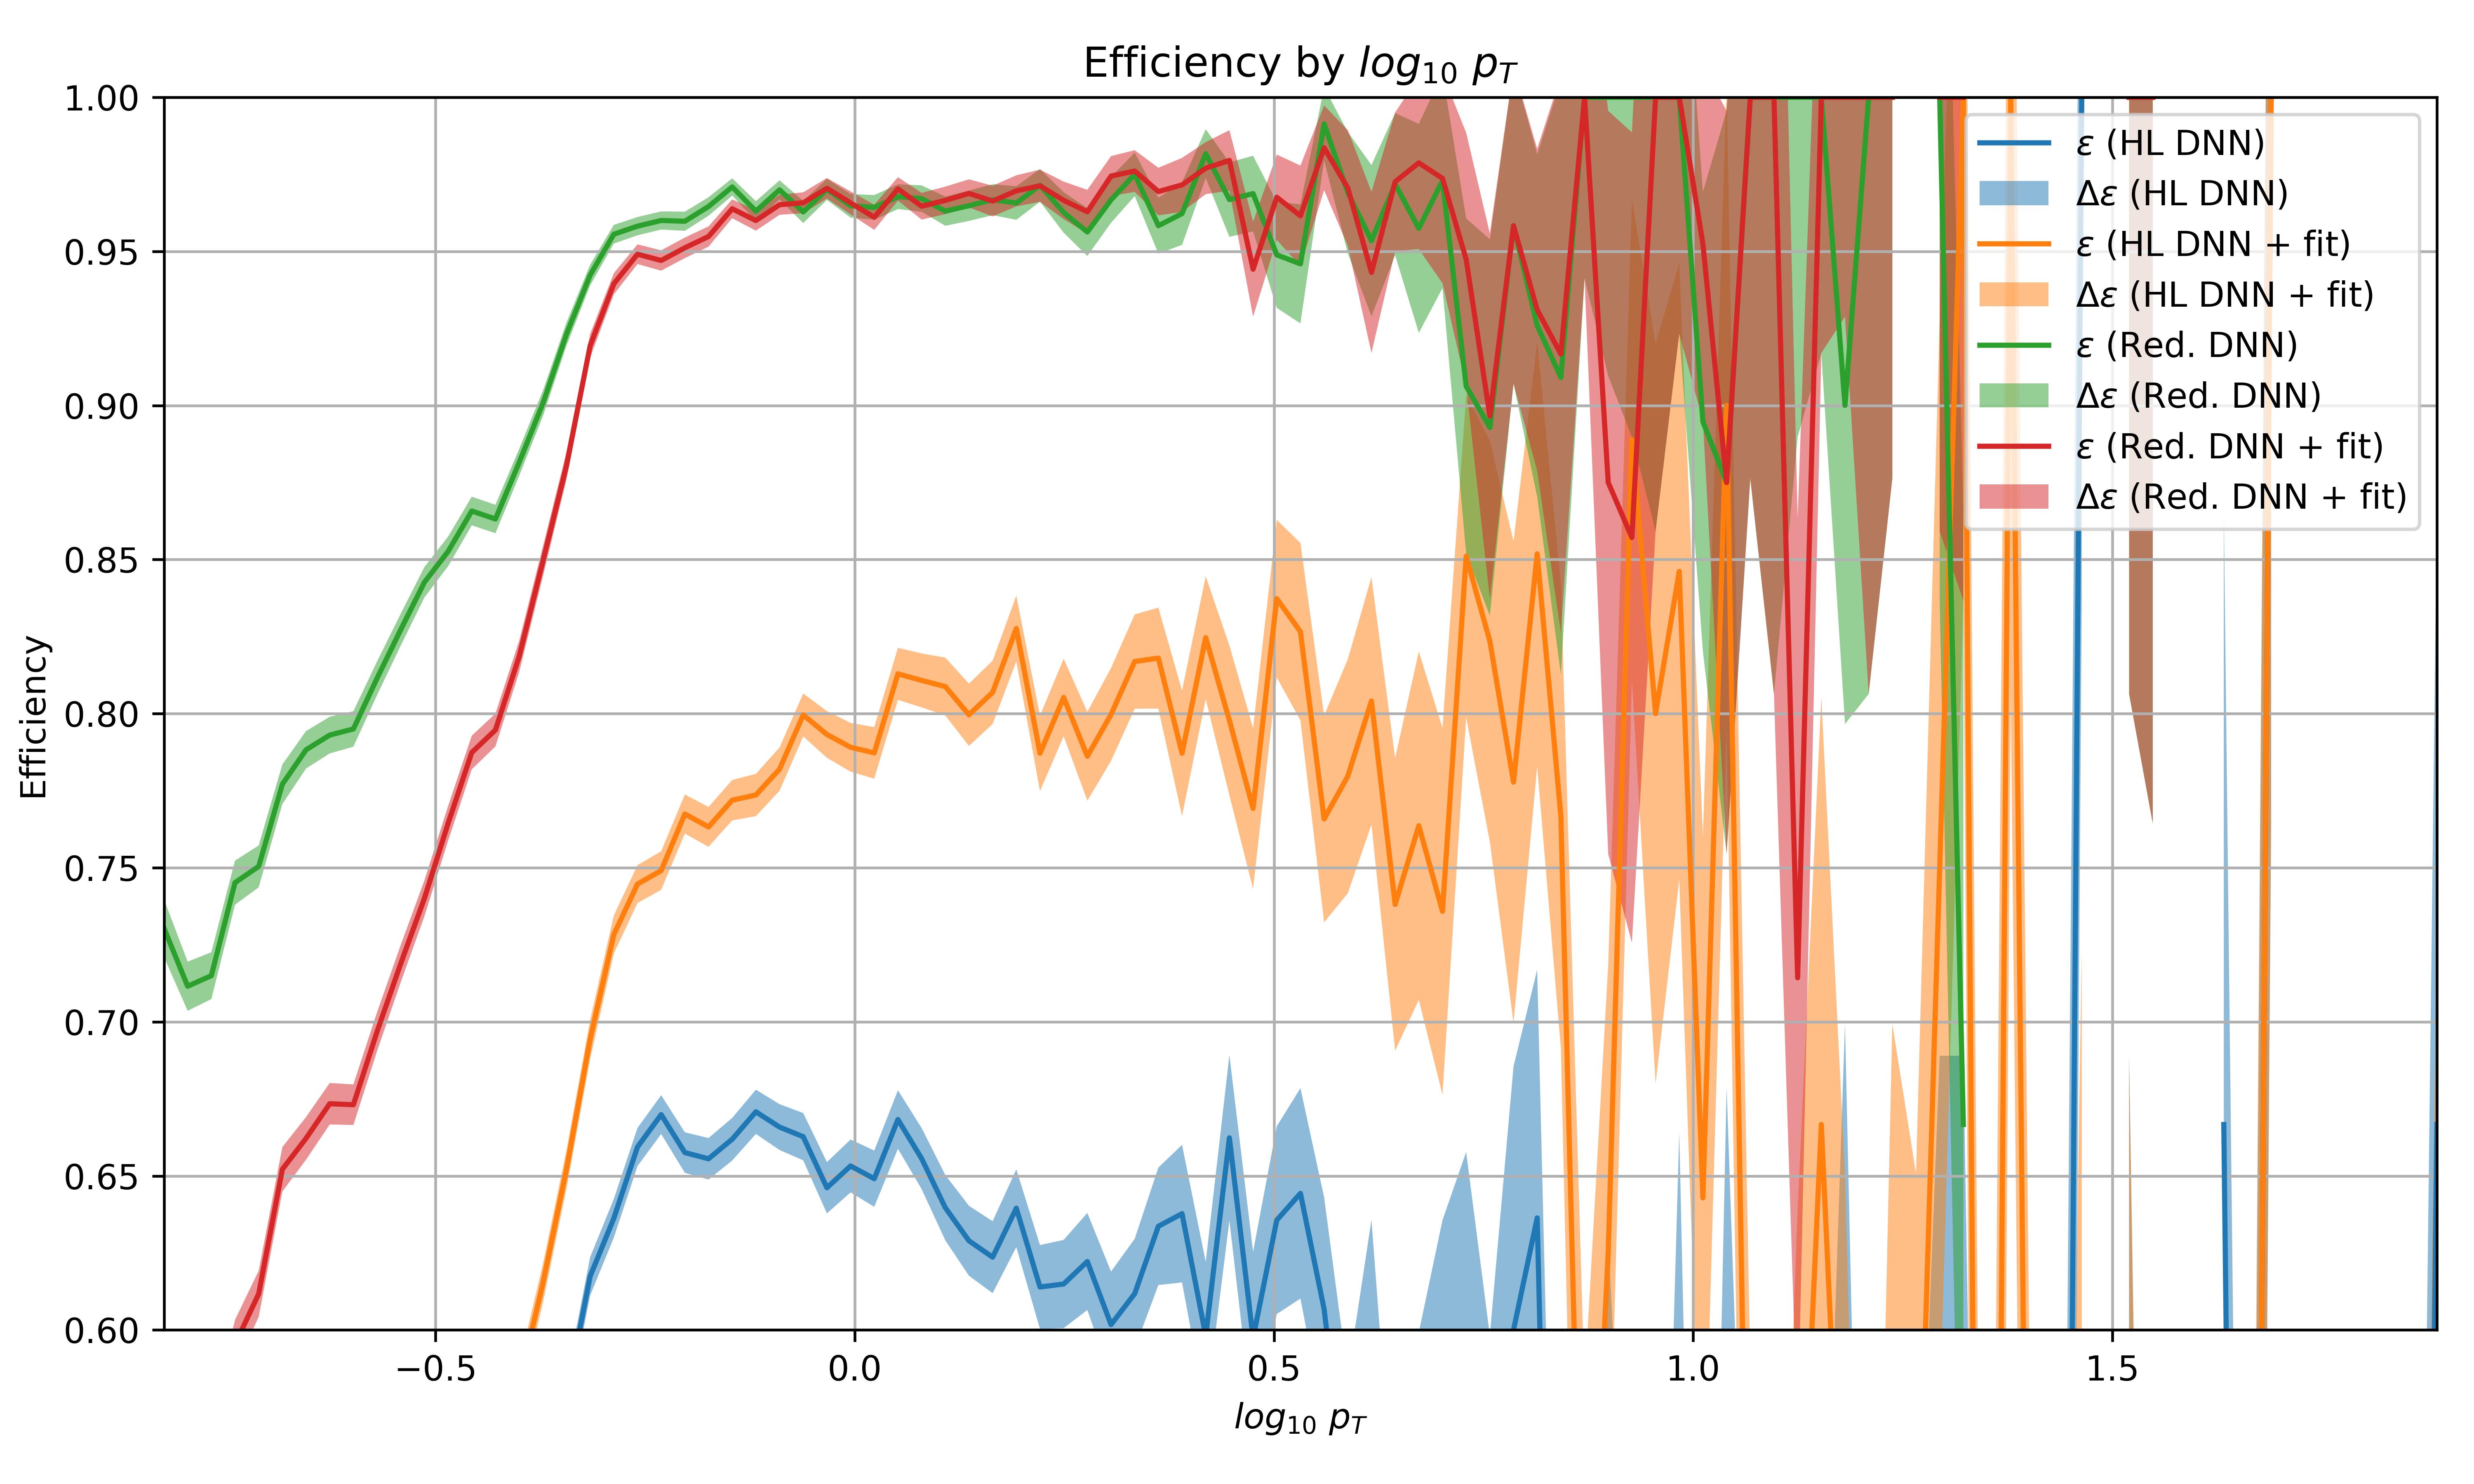 Efficiency by log₁₀ p_T
1.00
0.95
0.90
0.85
0.80
0.75
0.70
0.65
0.60
Efficiency
−0.5
0.0
0.5
1.0
1.5
log₁₀ p_T
ε (HL DNN)
Δε (HL DNN)
ε (HL DNN + fit)
Δε (HL DNN + fit)
ε (Red. DNN)
Δε (Red. DNN)
ε (Red. DNN + fit)
Δε (Red. DNN + fit)